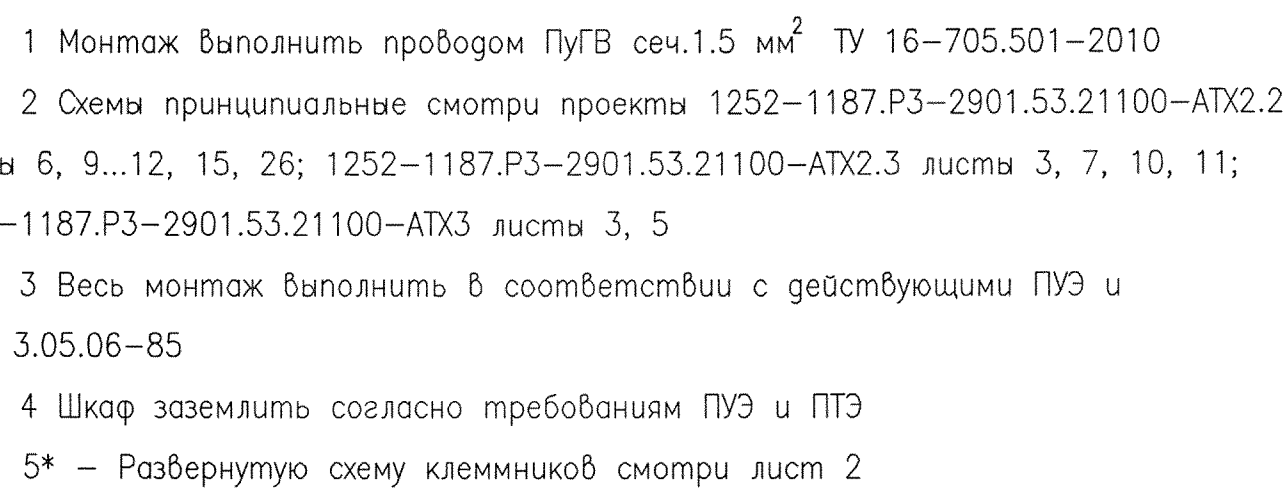 1 Монтаж выполнить проводом ПуГВ сеч.1.5 мм² ТУ 16-705.501-2010
2 Схемы принципиальные смотри проекты 1252-1187.РЗ-2901.53.21100-АТХ2.2
ы 6, 9...12, 15, 26; 1252-1187.РЗ-2901.53.21100-АТХ2.3 листы 3, 7, 10, 11;
-1187.РЗ-2901.53.21100-АТХ3 листы 3, 5
3 Весь монтаж выполнить в соответствии с действующими ПУЭ и
3.05.06-85
4 Шкаф заземлить согласно требованиям ПУЭ и ПТЭ
5* - Развернутую схему клеммников смотри лист 2